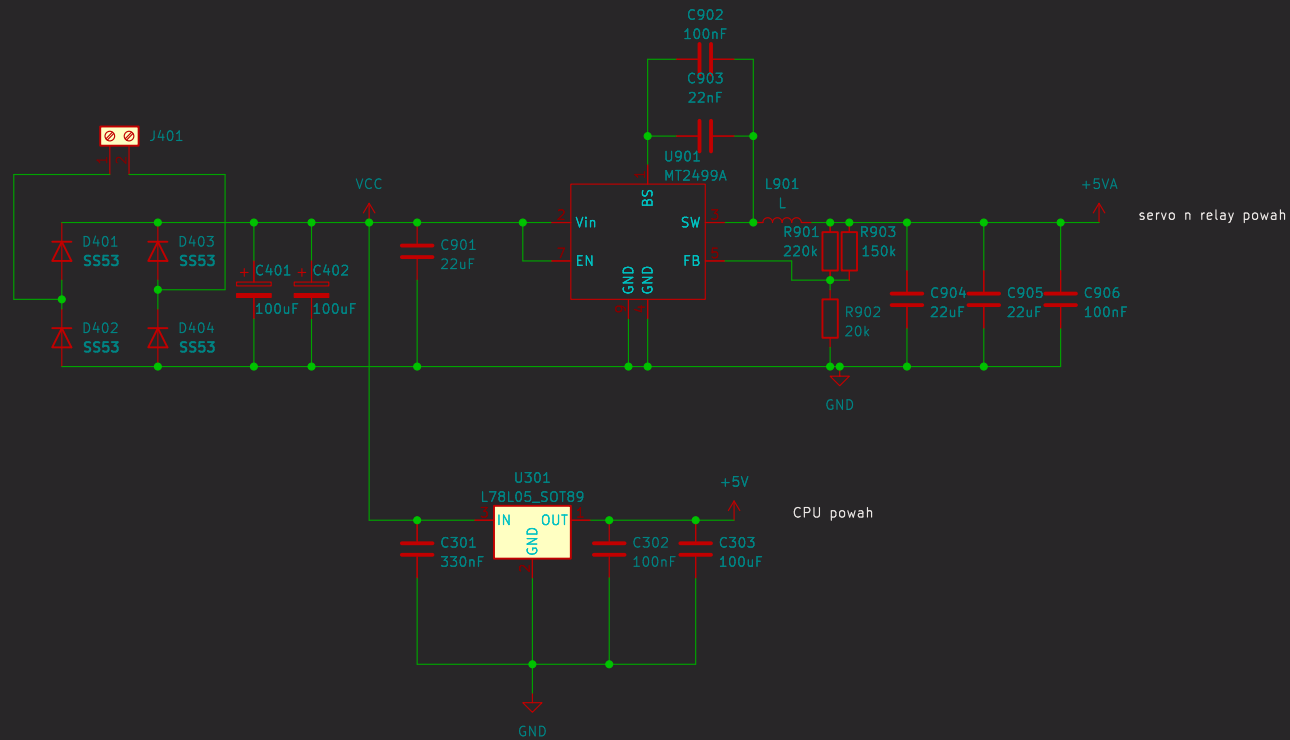 C902
100nF
C903
22nF
J401
U901
MT2499A
VCC
L901
L
+5VA
servo n relay powah
BS
Vin
SW
EN
FB
GND
GND
D401
SS53
D403
SS53
C401
100uF
C402
100uF
C901
22uF
R901
220k
R903
150k
D402
SS53
D404
SS53
R902
20k
C904
22uF
C905
22uF
C906
100nF
GND
U301
L78L05_SOT89
+5V
CPU powah
IN
OUT
GND
C301
330nF
C302
100nF
C303
100uF
GND